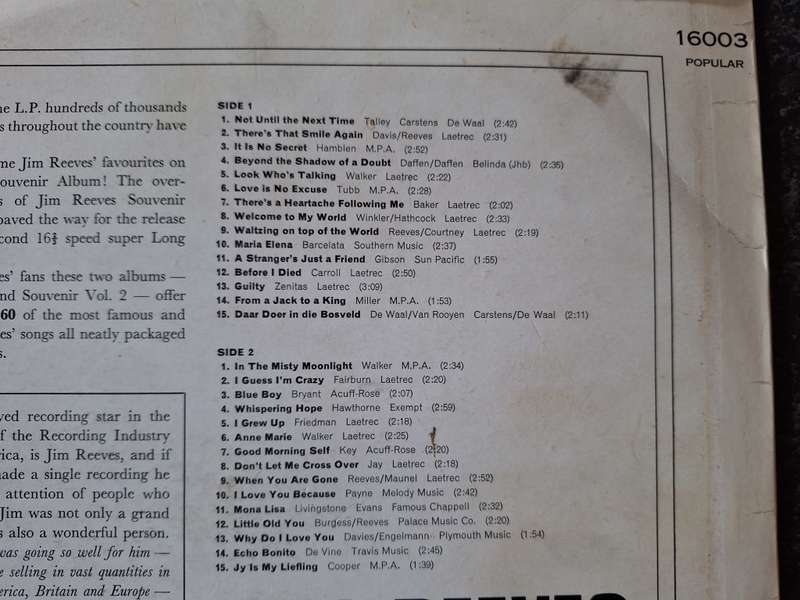 16003
POPULAR
L.P. hundreds of thousands
throughout the country have
me Jim Reeves' favourites on
ouvenir Album! The over-
of Jim Reeves Souvenir
paved the way for the release
cond 16⅔ speed super Long
es' fans these two albums —
nd Souvenir Vol. 2 — offer
60 of the most famous and
es' songs all neatly packaged
s.
ved recording star in the
f the Recording Industry
rica, is Jim Reeves, and if
made a single recording he
attention of people who
Jim was not only a grand
s also a wonderful person.
was going so well for him —
e selling in vast quantities in
erica, Britain and Europe —
SIDE 1
1. Not Until the Next Time Talley Carstens De Waal (2:42)
2. There's That Smile Again Davis/Reeves Laetrec (2:31)
3. It Is No Secret Hamblen M.P.A. (2:52)
4. Beyond the Shadow of a Doubt Daffen/Daffen Belinda (Jhb) (2:35)
5. Look Who's Talking Walker Laetrec (2:22)
6. Love is No Excuse Tubb M.P.A. (2:28)
7. There's a Heartache Following Me Baker Laetrec (2:02)
8. Welcome to My World Winkler/Hathcock Laetrec (2:33)
9. Waltzing on top of the World Reeves/Courtney Laetrec (2:19)
10. Maria Elena Barcelata Southern Music (2:37)
11. A Stranger's Just a Friend Gibson Sun Pacific (1:55)
12. Before I Died Carroll Laetrec (2:50)
13. Guilty Zenitas Laetrec (3:09)
14. From a Jack to a King Miller M.P.A. (1:53)
15. Daar Doer in die Bosveld De Waal/Van Rooyen Carstens/De Waal (2:11)
SIDE 2
1. In The Misty Moonlight Walker M.P.A. (2:34)
2. I Guess I'm Crazy Fairburn Laetrec (2:20)
3. Blue Boy Bryant Acuff-Rose (2:07)
4. Whispering Hope Hawthorne Exempt (2:59)
5. I Grew Up Friedman Laetrec (2:18)
6. Anne Marie Walker Laetrec (2:25)
7. Good Morning Self Key Acuff-Rose (2:20)
8. Don't Let Me Cross Over Jay Laetrec (2:18)
9. When You Are Gone Reeves/Maunel Laetrec (2:52)
10. I Love You Because Payne Melody Music (2:42)
11. Mona Lisa Livingstone Evans Famous Chappell (2:32)
12. Little Old You Burgess/Reeves Palace Music Co. (2:20)
13. Why Do I Love You Davies/Engelmann Plymouth Music (1:54)
14. Echo Bonito De Vine Travis Music (2:45)
15. Jy Is My Liefling Cooper M.P.A. (1:39)